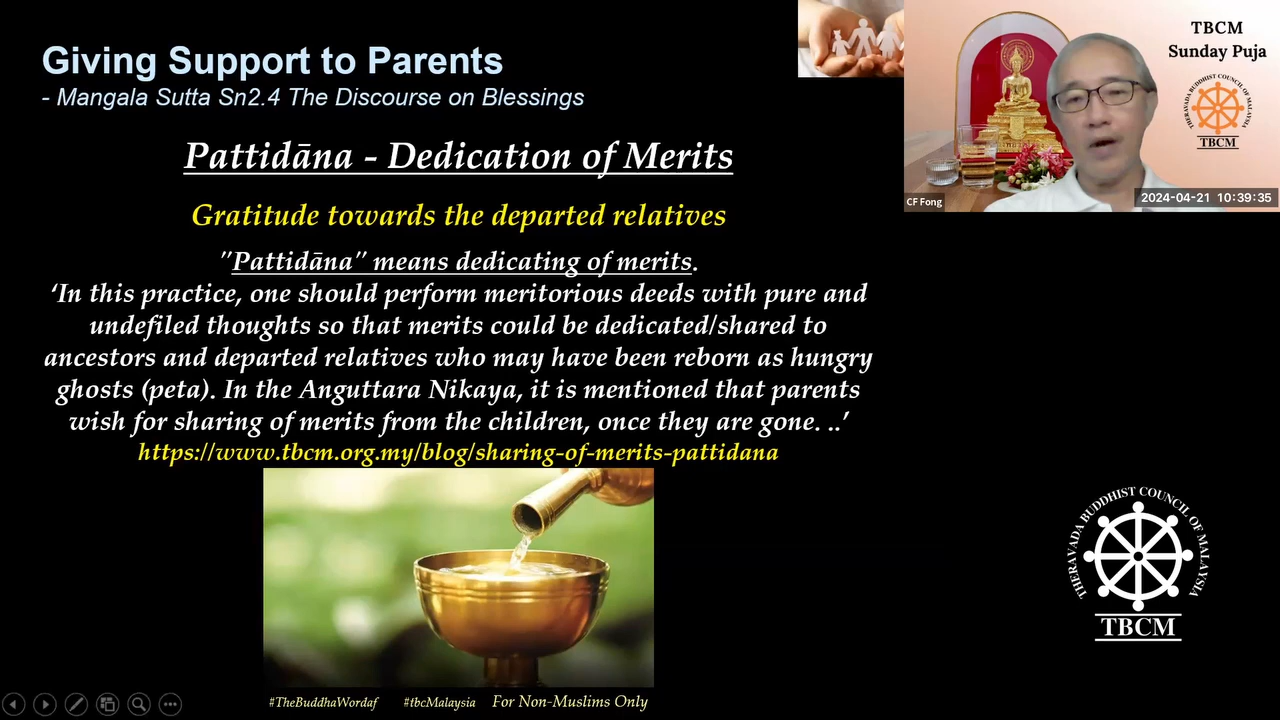 Giving Support to Parents
- Mangala Sutta Sn2.4 The Discourse on Blessings
Pattidāna - Dedication of Merits
Gratitude towards the departed relatives
"Pattidāna" means dedicating of merits.
‘In this practice, one should perform meritorious deeds with pure and
undefiled thoughts so that merits could be dedicated/shared to
ancestors and departed relatives who may have been reborn as hungry
ghosts (peta). In the Anguttara Nikaya, it is mentioned that parents
wish for sharing of merits from the children, once they are gone. ..’
https://www.tbcm.org.my/blog/sharing-of-merits-pattidana
#TheBuddhaWordaf #tbcMalaysia For Non-Muslims Only
TBCM
Sunday Puja
THERAVADA BUDDHIST COUNCIL OF MALAYSIA
TBCM
CF Fong
2024-04-21 10:39:35
THERAVADA BUDDHIST COUNCIL OF MALAYSIA
TBCM